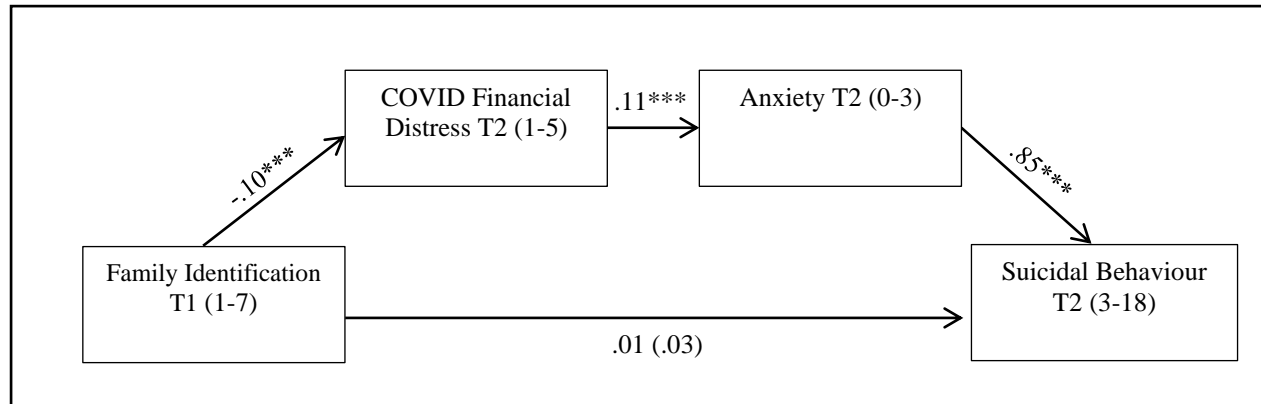 COVID Financial
Distress T2 (1-5)
.11***
Anxiety T2 (0-3)
-.10***
.85***
Family Identification
T1 (1-7)
Suicidal Behaviour
T2 (3-18)
.01 (.03)